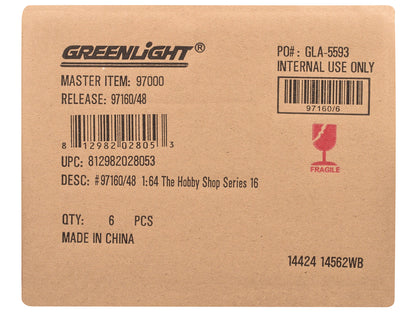 GREENLIGHT®
MASTER ITEM: 97000
RELEASE: 97160/48
8 12982 02805 3
UPC: 812982028053
DESC: #97160/48 1:64 The Hobby Shop Series 16
QTY: 6 PCS
MADE IN CHINA
PO#: GLA-5593
INTERNAL USE ONLY
97160/6
FRAGILE
14424 14562WB